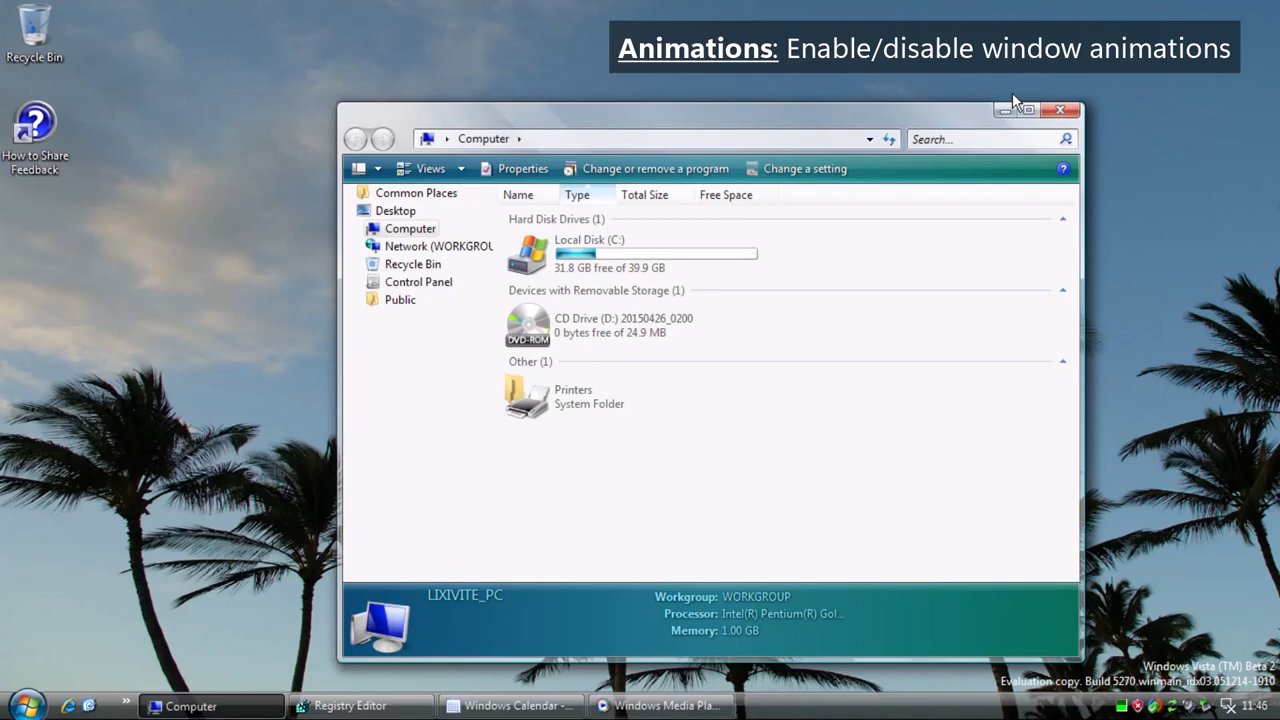 Recycle Bin
How to Share
Feedback
Animations: Enable/disable window animations
Computer
Search...
Views
Properties
Change or remove a program
Change a setting
Common Places
Desktop
Computer
Network (WORKGROU
Recycle Bin
Control Panel
Public
Name Type Total Size Free Space
Hard Disk Drives (1)
Local Disk (C:)
31.8 GB free of 39.9 GB
Devices with Removable Storage (1)
DVD-ROM
CD Drive (D:) 20150426_0200
0 bytes free of 24.9 MB
Other (1)
Printers
System Folder
LIXIVITE_PC
Workgroup: WORKGROUP
Processor: Intel(R) Pentium(R) Gol...
Memory: 1.00 GB
Windows Vista (TM) Beta 2
Evaluation copy. Build 5270.winmain_idx03.051214-1910
Computer
Registry Editor
Windows Calendar -...
Windows Media Pla...
11:46